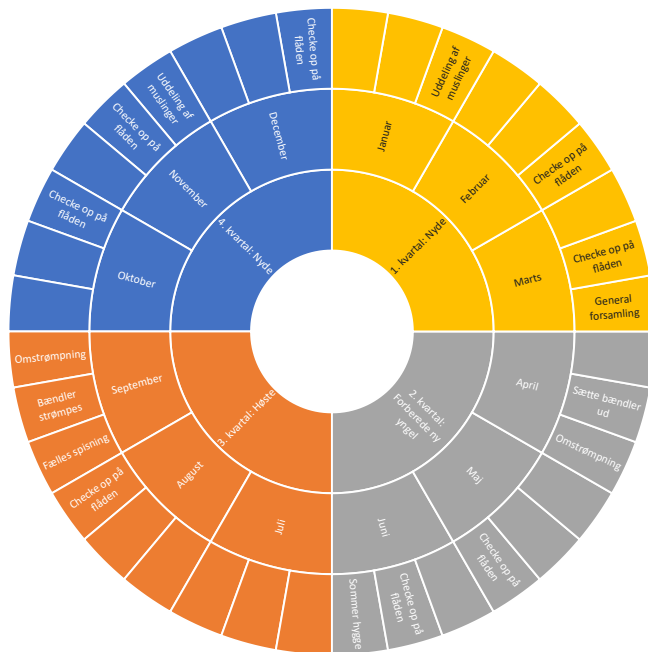 1. kvartal: Nyde
Januar
Uddeling af
muslinger
Februar
Checke op på
flåden
Marts
Checke op på
flåden
General
forsamling
2. kvartal:
Forberede ny
yngel
April
Sætte bændler
ud
Omstrømpning
Maj
Checke op på
flåden
Juni
Checke op på
flåden
Sommer hygge
3. kvartal: Høste
Juli
August
Checke op på
flåden
Fælles spisning
September
Bændler
strømpes
Omstrømpning
4. kvartal: Nyde
Oktober
Checke op på
flåden
November
Checke op på
flåden
Uddeling af
muslinger
December
Checke op på
flåden